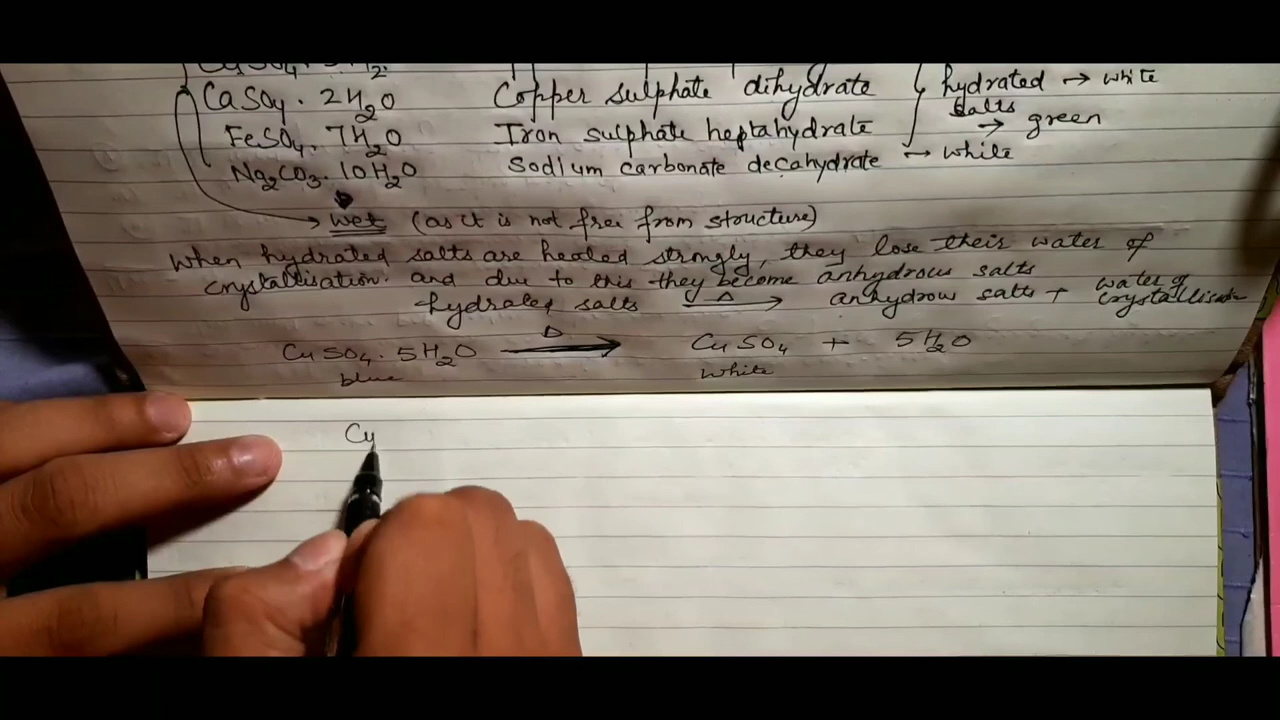 CaSO4 . 2H2O Copper sulphate dihydrate hydrated → white
salts
FeSO4 . 7H2O Iron sulphate heptahydrate → green
Na2CO3 . 10H2O Sodium carbonate decahydrate → white
→ wet (as it is not free from structure)
When hydrated salts are heated strongly, they lose their water of
crystallisation. and due to this they become anhydrous salts
hydrated salts Δ→ anhydrow salts + water of
crystallisation
CuSO4 . 5H2O Δ→ CuSO4 + 5H2O
blue white
Cu